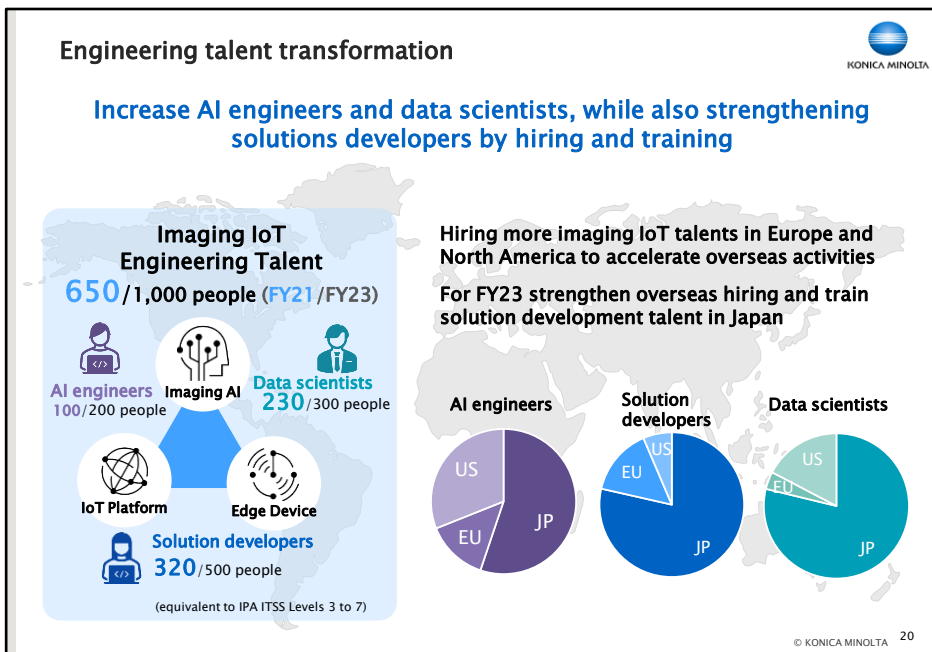 Engineering talent transformation
KONICA MINOLTA
Increase AI engineers and data scientists, while also strengthening
solutions developers by hiring and training
Imaging IoT
Engineering Talent
650/1,000 people (FY21/FY23)
AI engineers
100/200 people
Imaging AI
Data scientists
230/300 people
IoT Platform
Edge Device
Solution developers
320/500 people
(equivalent to IPA ITSS Levels 3 to 7)
Hiring more imaging IoT talents in Europe and
North America to accelerate overseas activities
For FY23 strengthen overseas hiring and train
solution development talent in Japan
AI engineers
US
EU
JP
Solution
developers
US
EU
JP
Data scientists
US
EU
JP
© KONICA MINOLTA
20